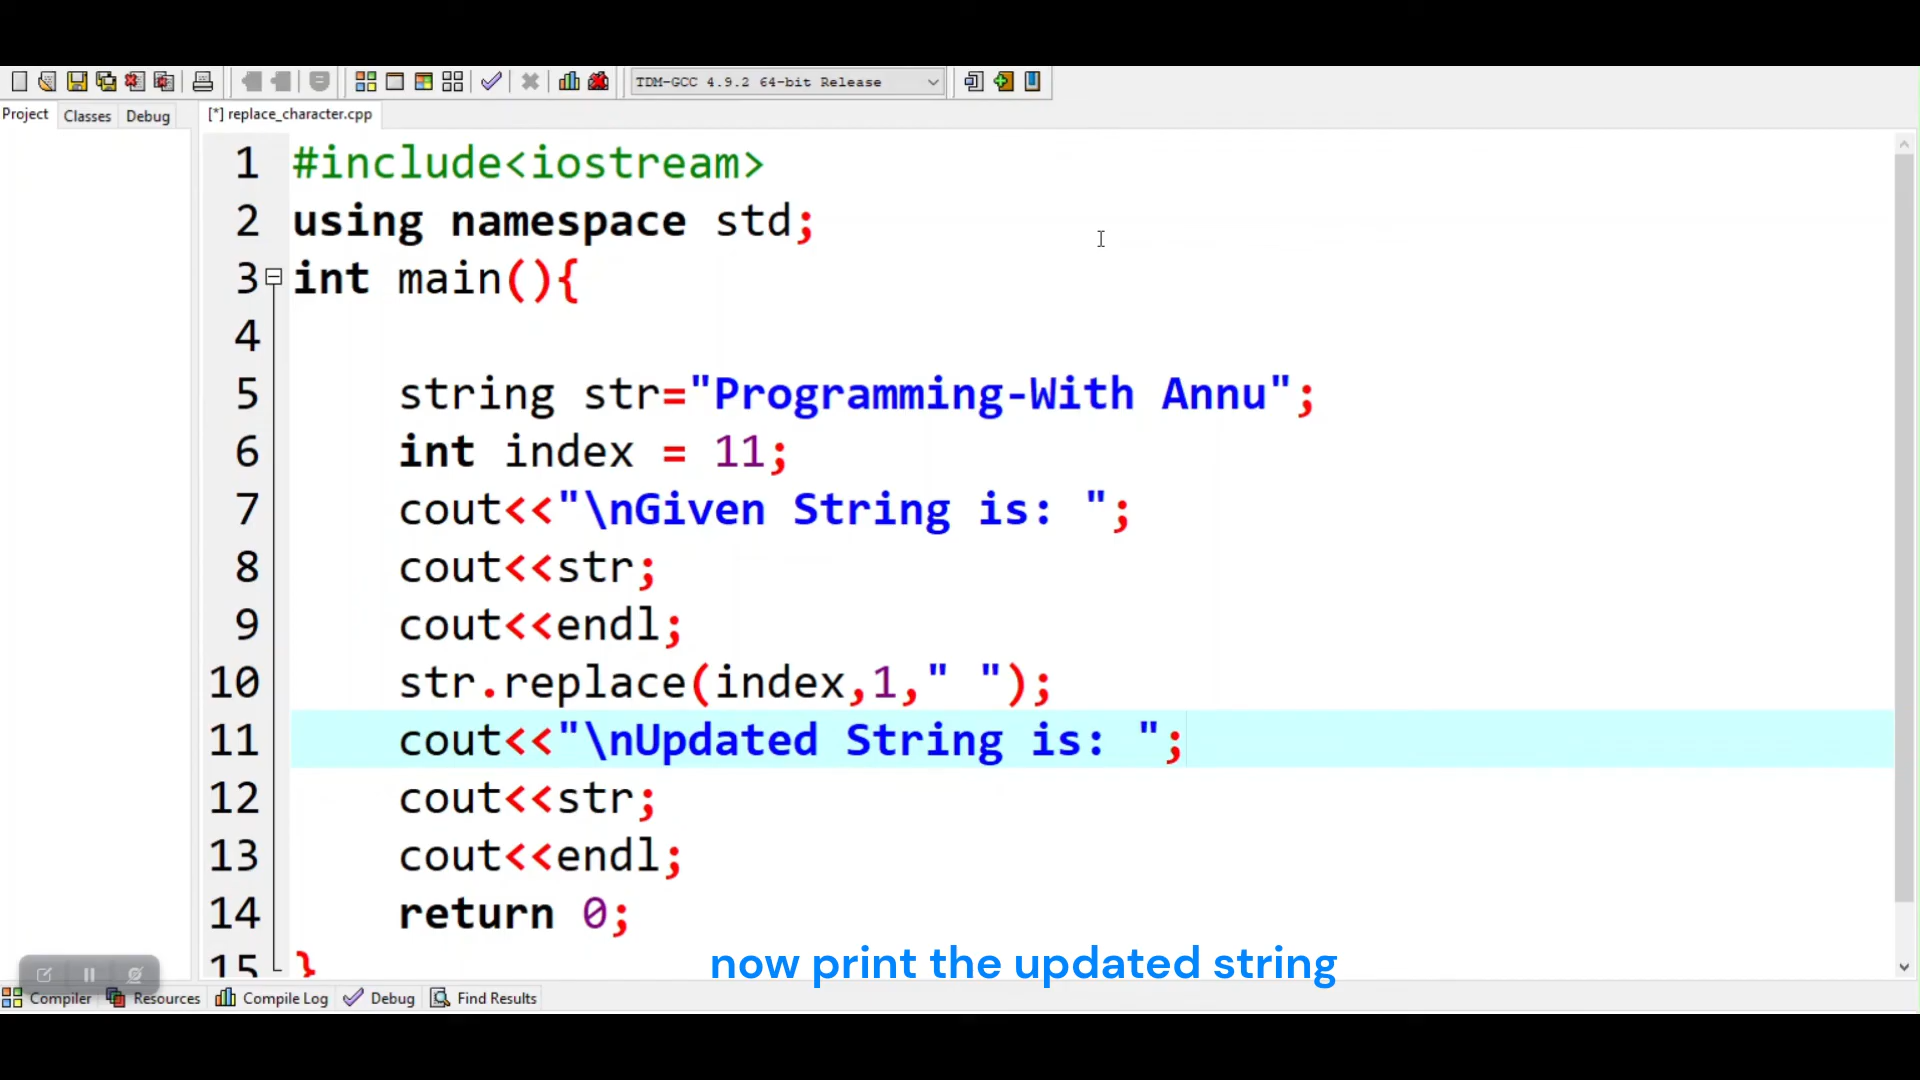 TDM-GCC 4.9.2 64-bit Release
Project Classes Debug [*] replace_character.cpp
1 #include<iostream>
2 using namespace std;
3 int main(){
4
5 string str="Programming-With Annu";
6 int index = 11;
7 cout<<"\nGiven String is: ";
8 cout<<str;
9 cout<<endl;
10 str.replace(index,1," ");
11 cout<<"\nUpdated String is: ";
12 cout<<str;
13 cout<<endl;
14 return 0;
15 }
now print the updated string
Compiler Resources Compile Log Debug Find Results